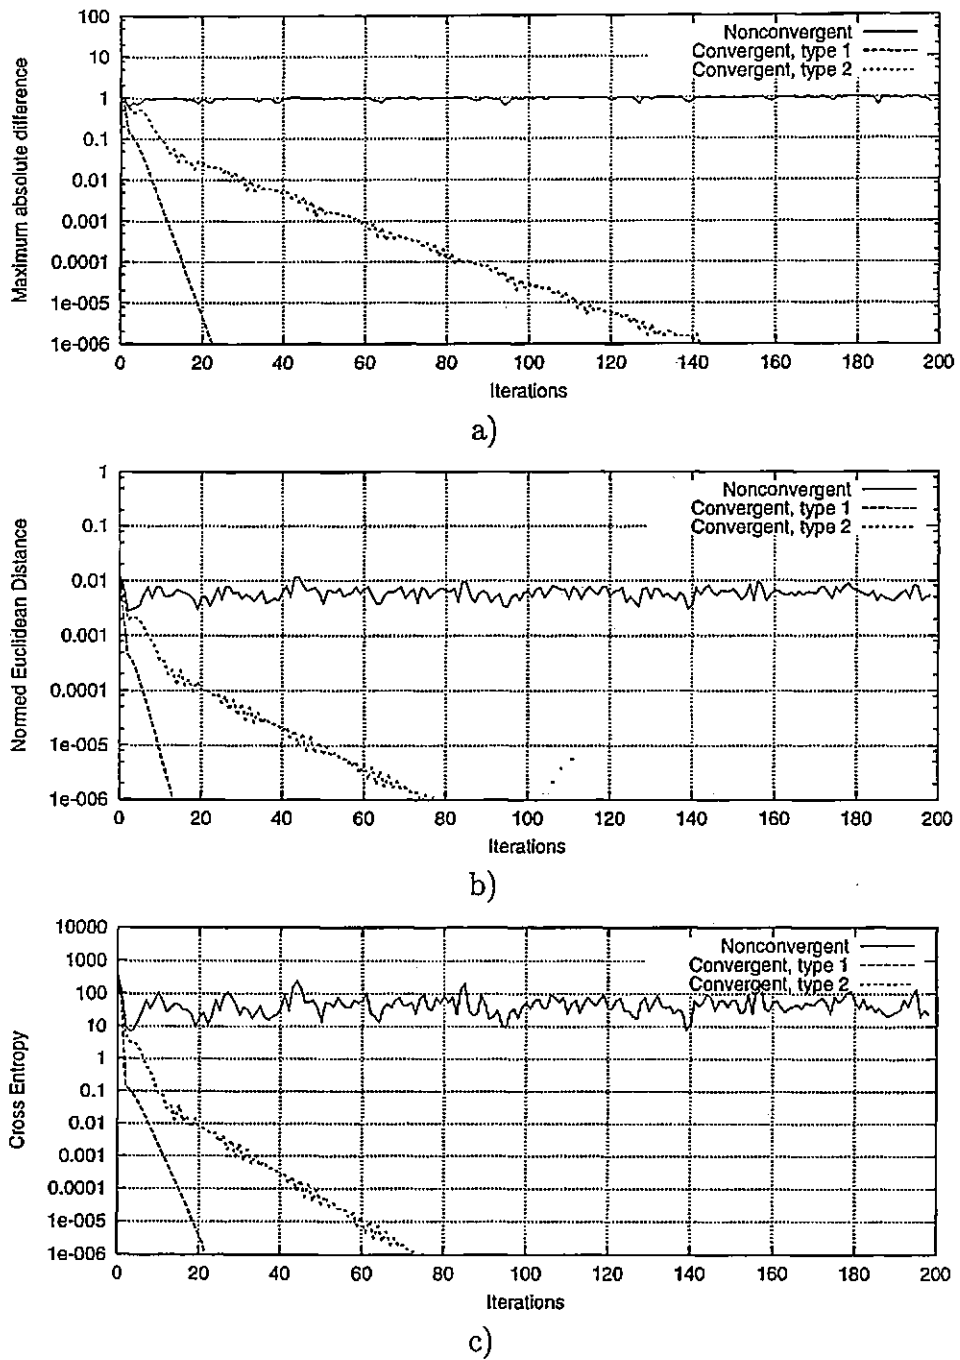 100
Nonconvergent
Convergent, type 1
Convergent, type 2
10
1
0.1
0.01
0.001
0.0001
1e-005
1e-006
Maximum absolute difference
0 20 40 60 80 100 120 140 160 180 200
Iterations
a)
1
Nonconvergent
Convergent, type 1
Convergent, type 2
0.1
0.01
0.001
0.0001
1e-005
1e-006
Normed Euclidean Distance
0 20 40 60 80 100 120 140 160 180 200
Iterations
b)
10000
Nonconvergent
Convergent, type 1
Convergent, type 2
1000
100
10
1
0.1
0.01
0.001
0.0001
1e-005
1e-006
Cross Entropy
0 20 40 60 80 100 120 140 160 180 200
Iterations
c)